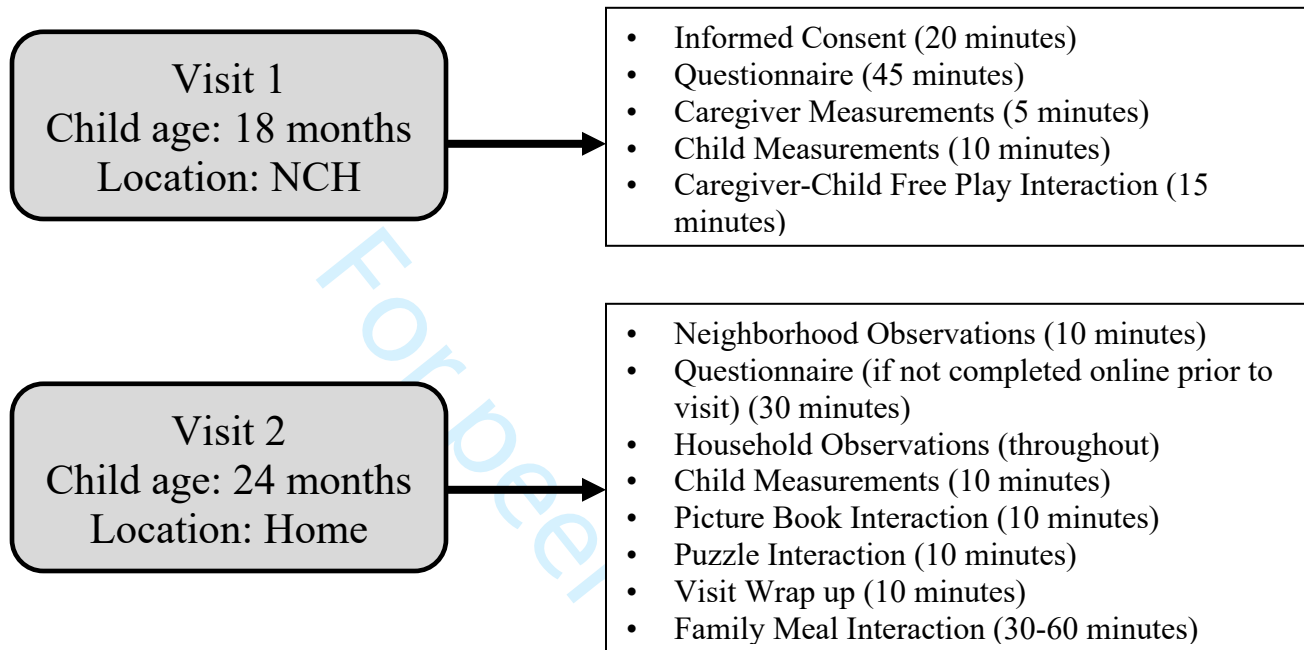 Visit 1
Child age: 18 months
Location: NCH
• Informed Consent (20 minutes)
• Questionnaire (45 minutes)
• Caregiver Measurements (5 minutes)
• Child Measurements (10 minutes)
• Caregiver-Child Free Play Interaction (15
minutes)
Visit 2
Child age: 24 months
Location: Home
• Neighborhood Observations (10 minutes)
• Questionnaire (if not completed online prior to
visit) (30 minutes)
• Household Observations (throughout)
• Child Measurements (10 minutes)
• Picture Book Interaction (10 minutes)
• Puzzle Interaction (10 minutes)
• Visit Wrap up (10 minutes)
• Family Meal Interaction (30-60 minutes)
For peer